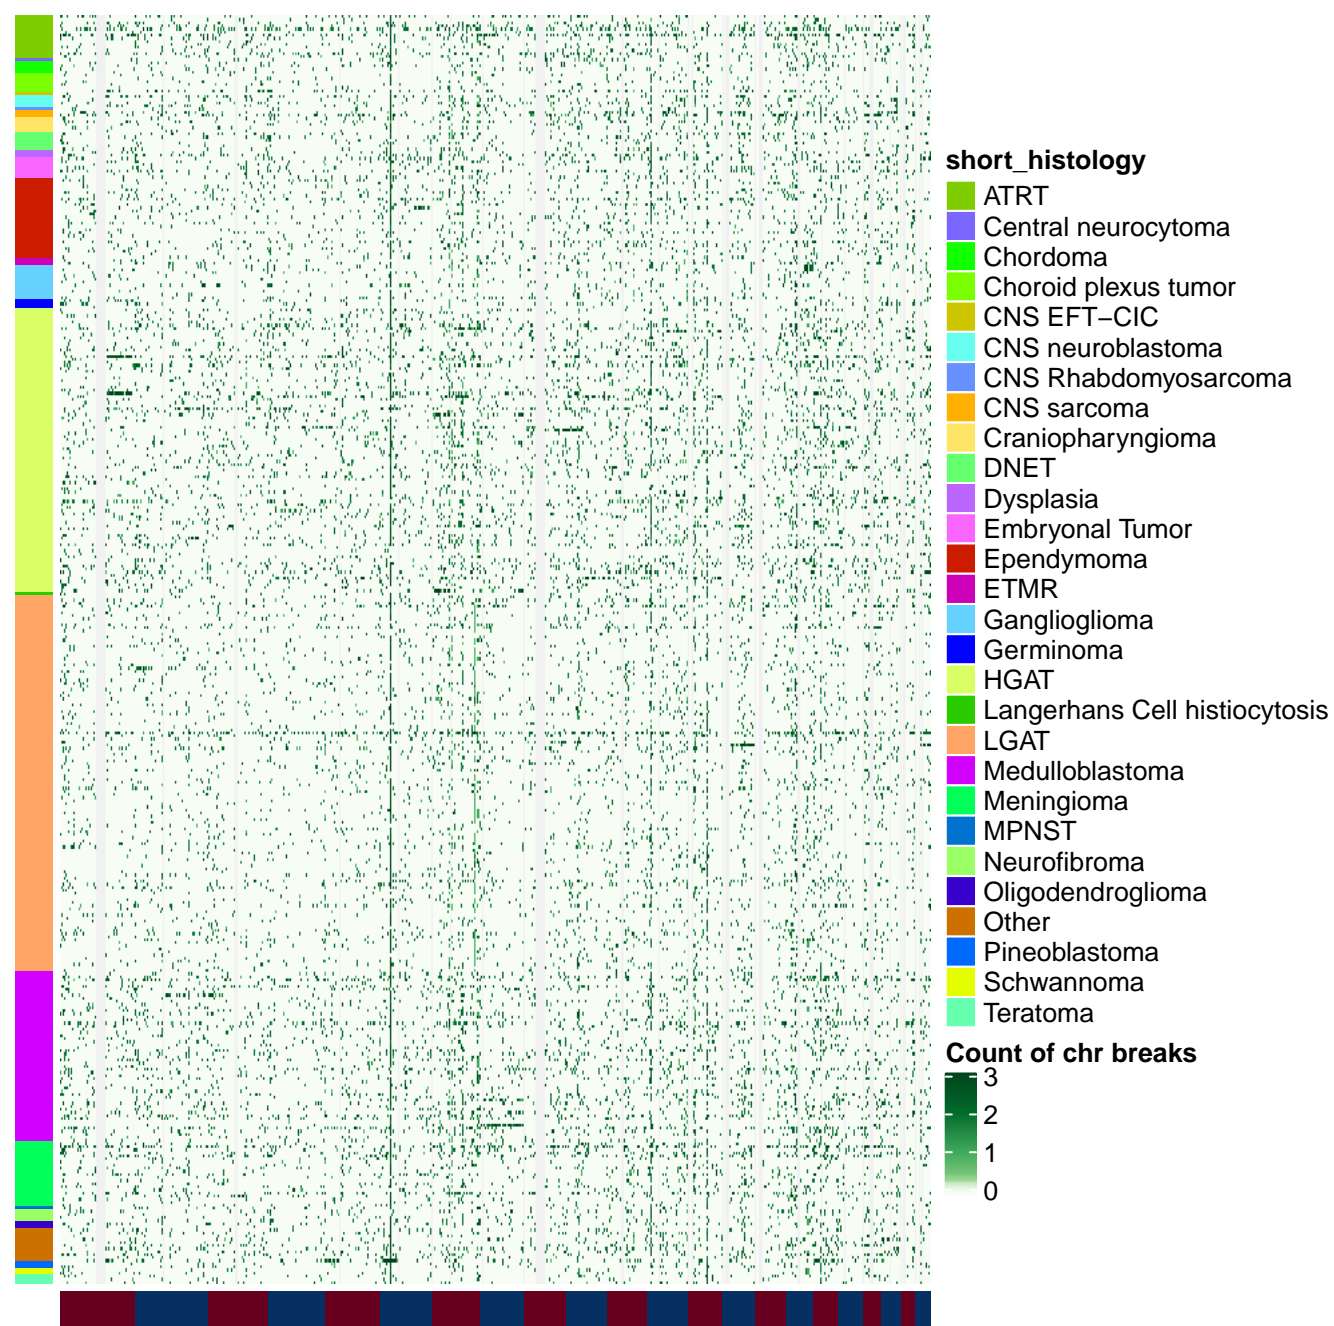 short_histology
ATRT
Central neurocytoma
Chordoma
Choroid plexus tumor
CNS EFT−CIC
CNS neuroblastoma
CNS Rhabdomyosarcoma
CNS sarcoma
Craniopharyngioma
DNET
Dysplasia
Embryonal Tumor
Ependymoma
ETMR
Ganglioglioma
Germinoma
HGAT
Langerhans Cell histiocytosis
LGAT
Medulloblastoma
Meningioma
MPNST
Neurofibroma
Oligodendroglioma
Other
Pineoblastoma
Schwannoma
Teratoma
Count of chr breaks
3
2
1
0